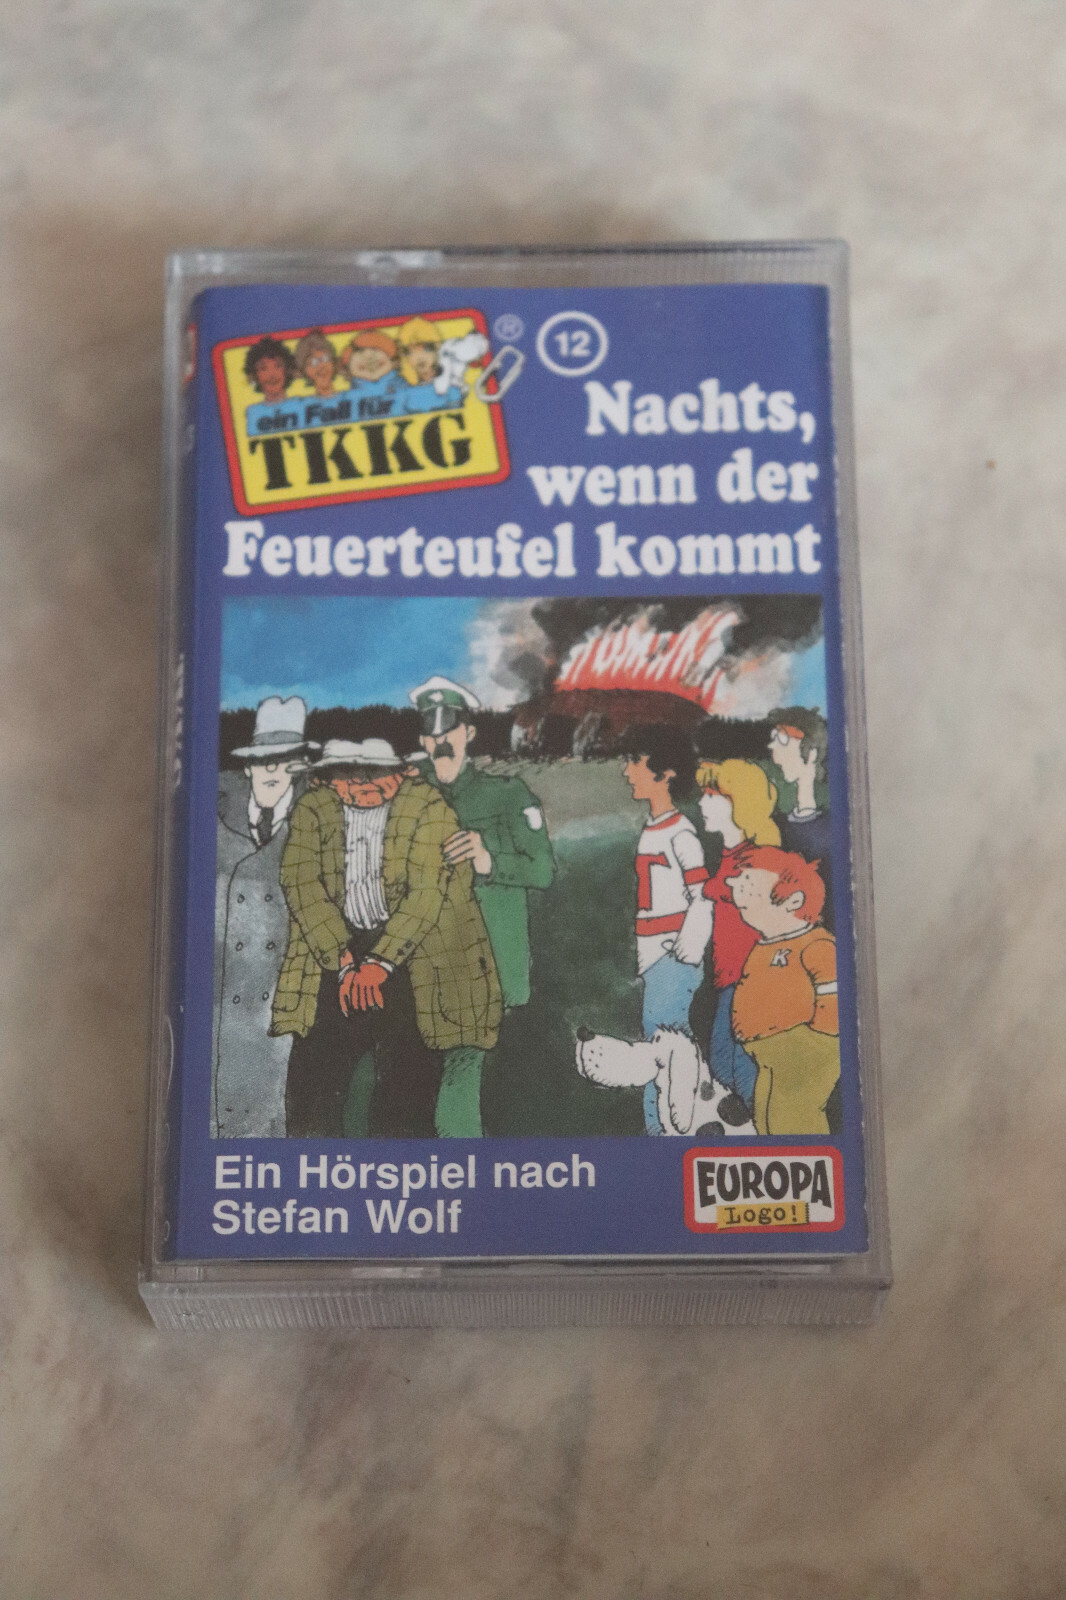 ein Fall für
TKKG
®
12
Nachts,
wenn der
Feuerteufel kommt
T
K
Ein Hörspiel nach
Stefan Wolf
EUROPA
Logo!